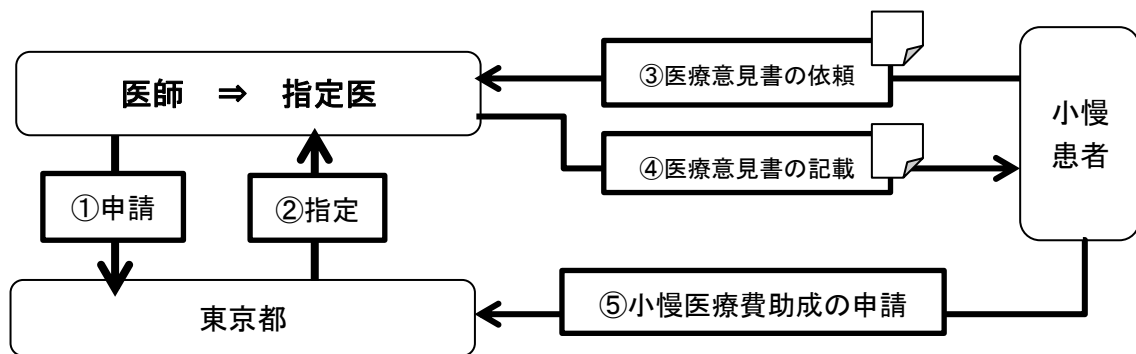 ③医療意見書の依頼
医師 ⇒ 指定医
小慢
患者
④医療意見書の記載
①申請
②指定
⑤小慢医療費助成の申請
東京都